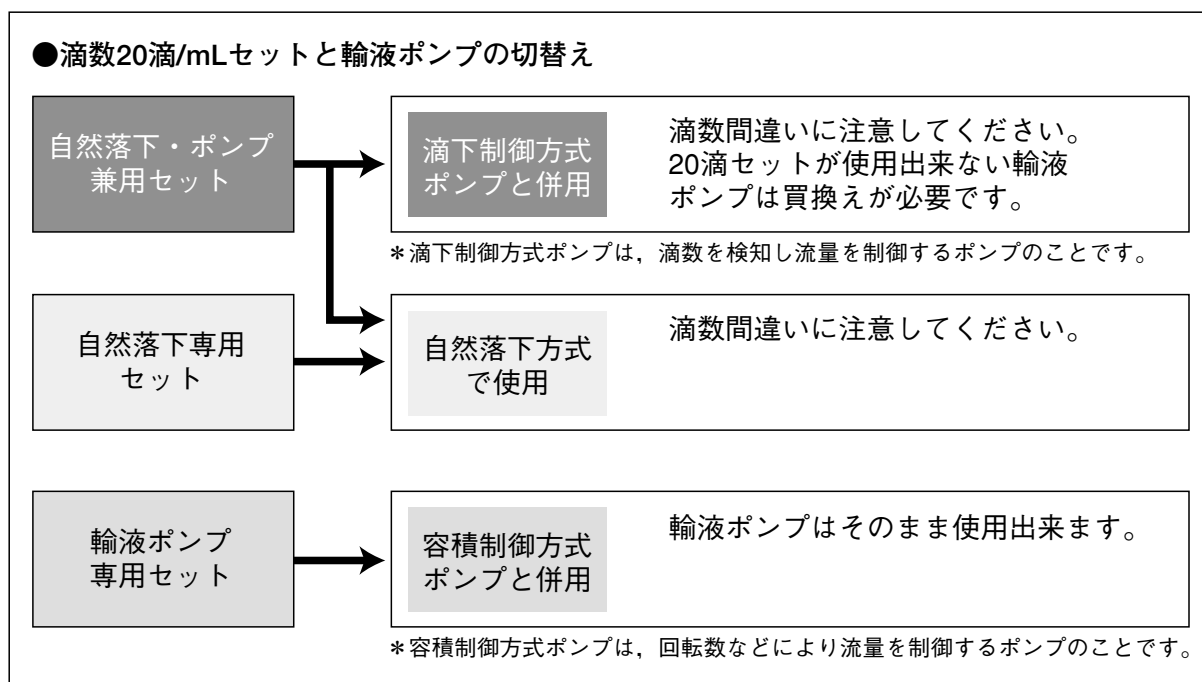 ●滴数20滴/mLセットと輸液ポンプの切替え
自然落下・ポンプ
兼用セット
滴下制御方式
ポンプと併用
滴数間違いに注意してください。
20滴セットが使用出来ない輸液
ポンプは買換えが必要です。
＊滴下制御方式ポンプは，滴数を検知し流量を制御するポンプのことです。
自然落下専用
セット
自然落下方式
で使用
滴数間違いに注意してください。
輸液ポンプ
専用セット
容積制御方式
ポンプと併用
輸液ポンプはそのまま使用出来ます。
＊容積制御方式ポンプは，回転数などにより流量を制御するポンプのことです。